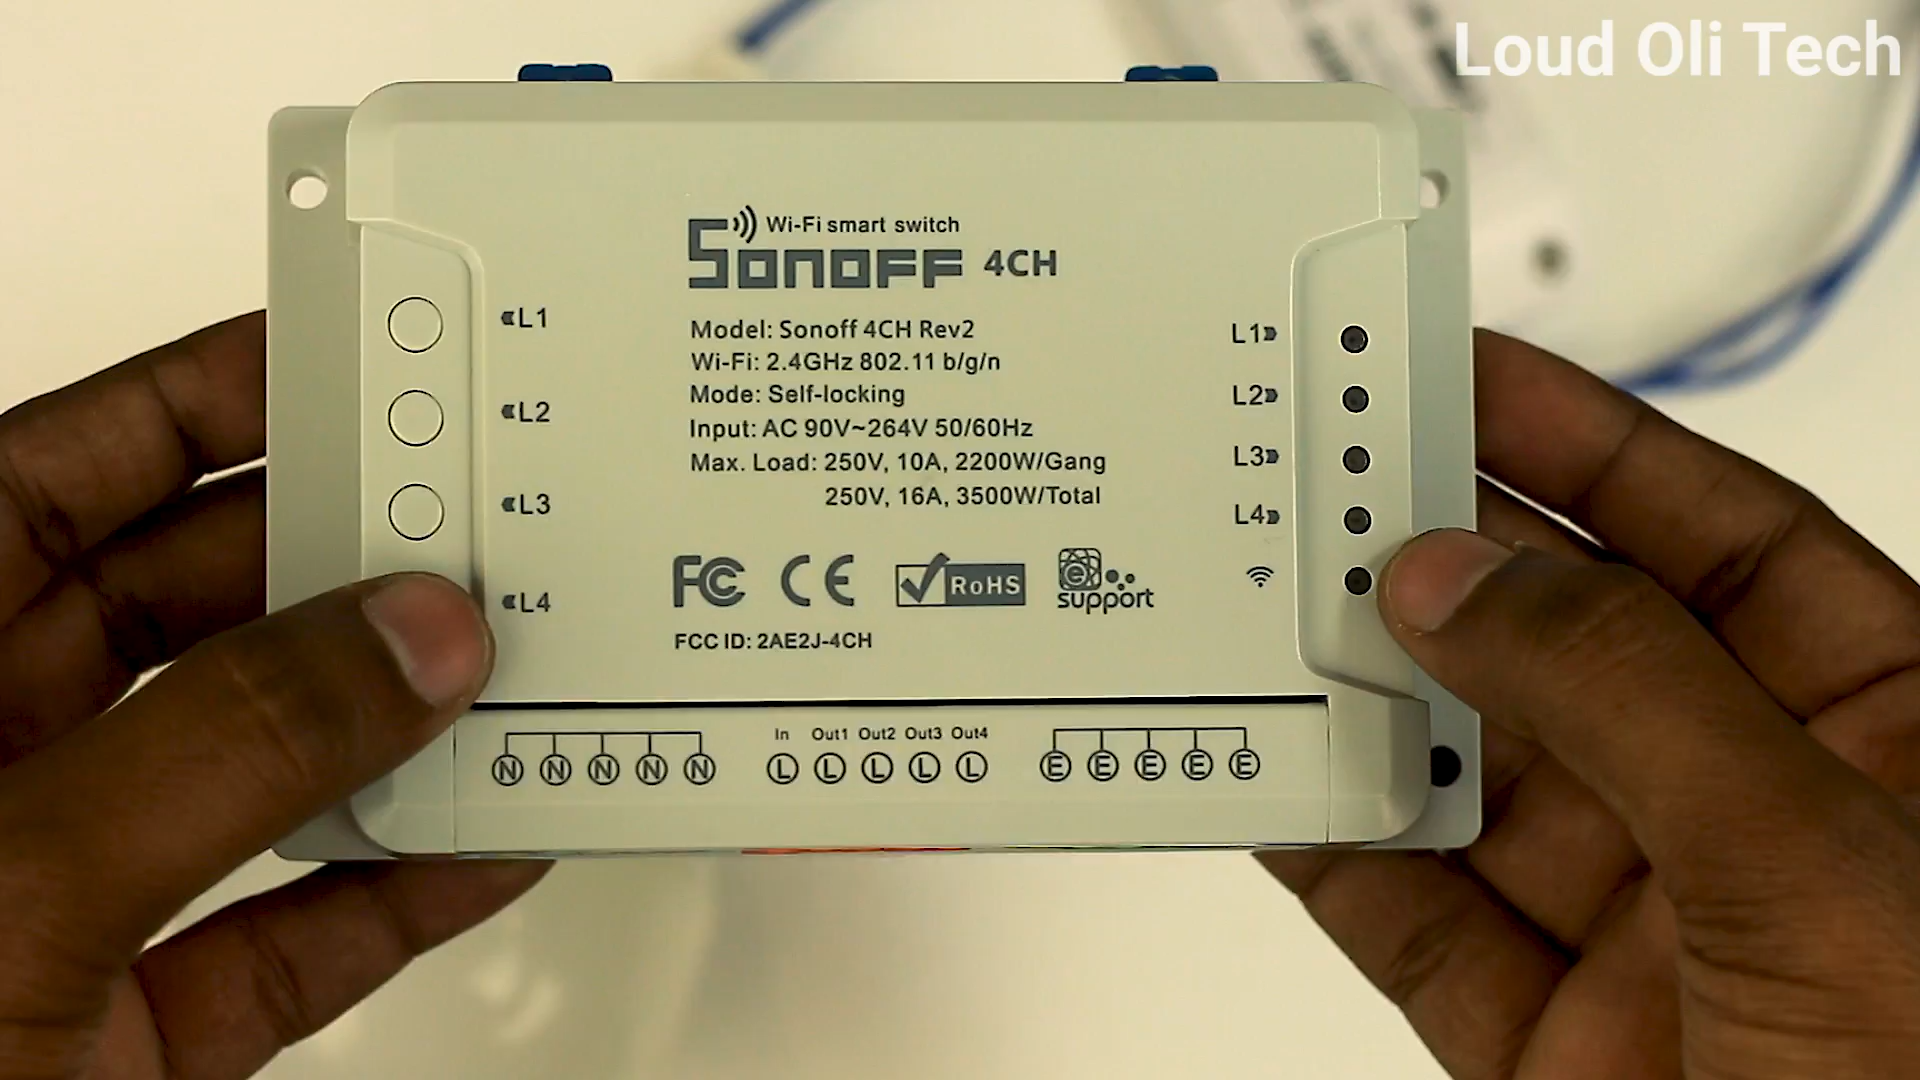 Loud Oli Tech
Wi-Fi smart switch
SONOFF 4CH
Model: Sonoff 4CH Rev2
Wi-Fi: 2.4GHz 802.11 b/g/n
Mode: Self-locking
Input: AC 90V~264V 50/60Hz
Max. Load: 250V, 10A, 2200W/Gang
250V, 16A, 3500W/Total
L1
L2
L3
L4
L1
L2
L3
L4
FC CE RoHS e support
FCC ID: 2AE2J-4CH
In Out1 Out2 Out3 Out4
N N N N N L L L L L E E E E E